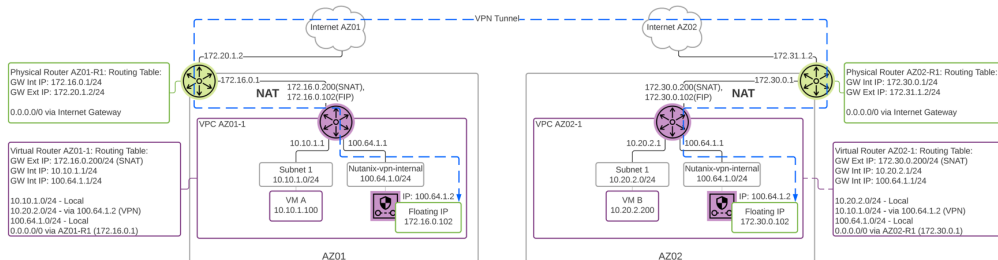 VPN Tunnel
Internet AZ01
Internet AZ02
172.20.1.2
172.31.1.2
Physical Router AZ01-R1: Routing Table:
GW Int IP: 172.16.0.1/24
GW Ext IP: 172.20.1.2/24
0.0.0.0/0 via Internet Gateway
172.16.0.1
NAT
172.16.0.200(SNAT),
172.16.0.102(FIP)
172.30.0.1
172.30.0.200(SNAT),
172.30.0.102(FIP)
NAT
Physical Router AZ02-R1: Routing Table:
GW Int IP: 172.30.0.1/24
GW Ext IP: 172.31.1.2/24
0.0.0.0/0 via Internet Gateway
VPC AZ01-1
10.10.1.1
100.64.1.1
VPC AZ02-1
10.20.2.1
100.64.1.1
Virtual Router AZ01-1: Routing Table:
GW Ext IP: 172.16.0.200/24 (SNAT)
GW Int IP: 10.10.1.1/24
GW Int IP: 100.64.1.1/24
10.10.1.0/24 - Local
10.20.2.0/24 - via 100.64.1.2 (VPN)
100.64.1.0/24 - Local
0.0.0.0/0 via AZ01-R1 (172.16.0.1)
Subnet 1
10.10.1.0/24
Nutanix-vpn-internal
100.64.1.0/24
VM A
10.10.1.100
IP: 100.64.1.2
Floating IP
172.16.0.102
Subnet 1
10.20.2.0/24
Nutanix-vpn-internal
100.64.1.0/24
VM B
10.20.2.200
IP: 100.64.1.2
Floating IP
172.30.0.102
Virtual Router AZ02-1: Routing Table:
GW Ext IP: 172.30.0.200/24 (SNAT)
GW Int IP: 10.20.2.1/24
GW Int IP: 100.64.1.1/24
10.20.2.0/24 - Local
10.10.1.0/24 - via 100.64.1.2 (VPN)
100.64.1.0/24 - Local
0.0.0.0/0 via AZ02-R1 (172.30.0.1)
AZ01
AZ02